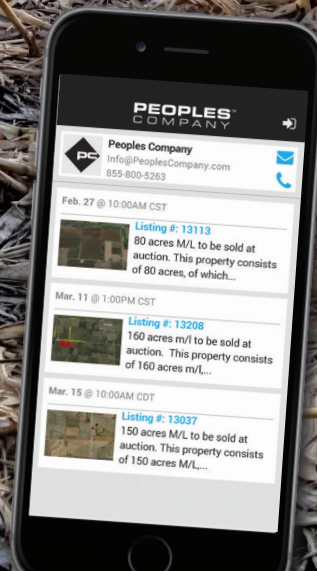 PEOPLES™
COMPANY
PC
Peoples Company
Info@PeoplesCompany.com
855-800-5263
Feb. 27 @ 10:00AM CST
Listing #: 13113
80 acres M/L to be sold at
auction. This property consists
of 80 acres, of which...
Mar. 11 @ 1:00PM CST
Listing #: 13208
160 acres m/l to be sold at
auction. This property consists
of 160 acres m/l,...
Mar. 15 @ 10:00AM CDT
Listing #: 13037
150 acres M/L to be sold at
auction. This property consists
of 150 acres M/L,...